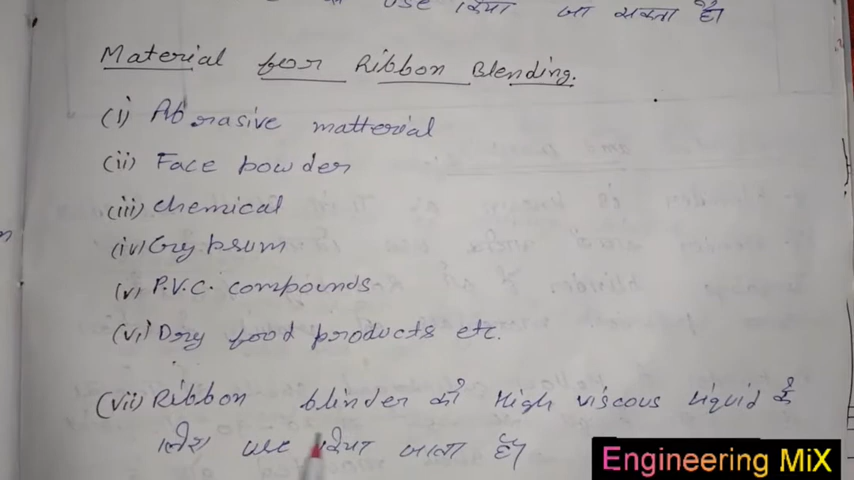 use किया जा सकता है।
Material for Ribbon Blending.
(i) Abrasive matterial
(ii) Face powder
(iii) Chemical
(iv) Gypsum
(v) P.V.C. compounds
(vi) Dry food products etc.
(vii) Ribbon blinder को High viscous liquid के
लिए use किया जाता है।
Engineering MiX